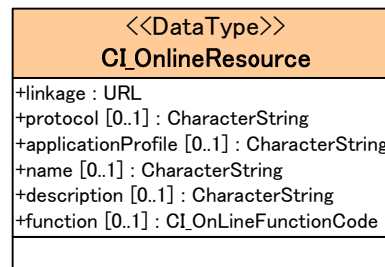 <<DataType>>
CI_OnlineResource
+linkage : URL
+protocol [0..1] : CharacterString
+applicationProfile [0..1] : CharacterString
+name [0..1] : CharacterString
+description [0..1] : CharacterString
+function [0..1] : CI_OnLineFunctionCode